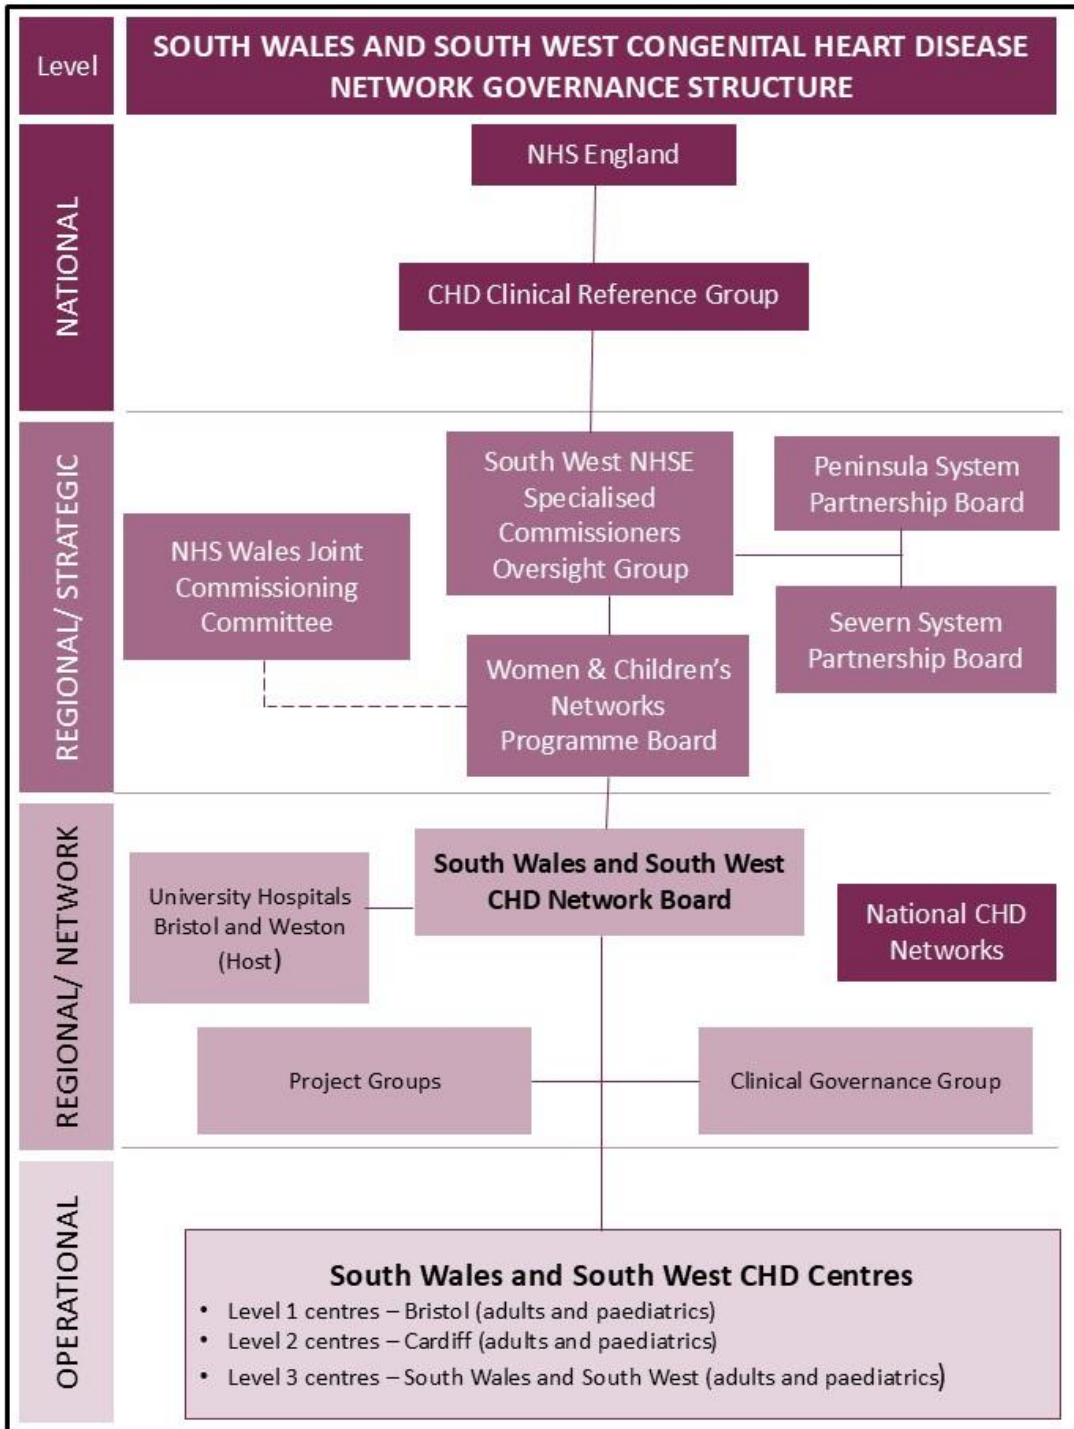 Level
SOUTH WALES AND SOUTH WEST CONGENITAL HEART DISEASE
NETWORK GOVERNANCE STRUCTURE
NATIONAL
NHS England
CHD Clinical Reference Group
REGIONAL/ STRATEGIC
South West NHSE
Specialised
Commissioners
Oversight Group
Peninsula System
Partnership Board
NHS Wales Joint
Commissioning
Committee
Severn System
Partnership Board
Women & Children’s
Networks
Programme Board
REGIONAL/ NETWORK
South Wales and South West
CHD Network Board
University Hospitals
Bristol and Weston
(Host)
National CHD
Networks
Project Groups
Clinical Governance Group
OPERATIONAL
South Wales and South West CHD Centres
• Level 1 centres – Bristol (adults and paediatrics)
• Level 2 centres – Cardiff (adults and paediatrics)
• Level 3 centres – South Wales and South West (adults and paediatrics)